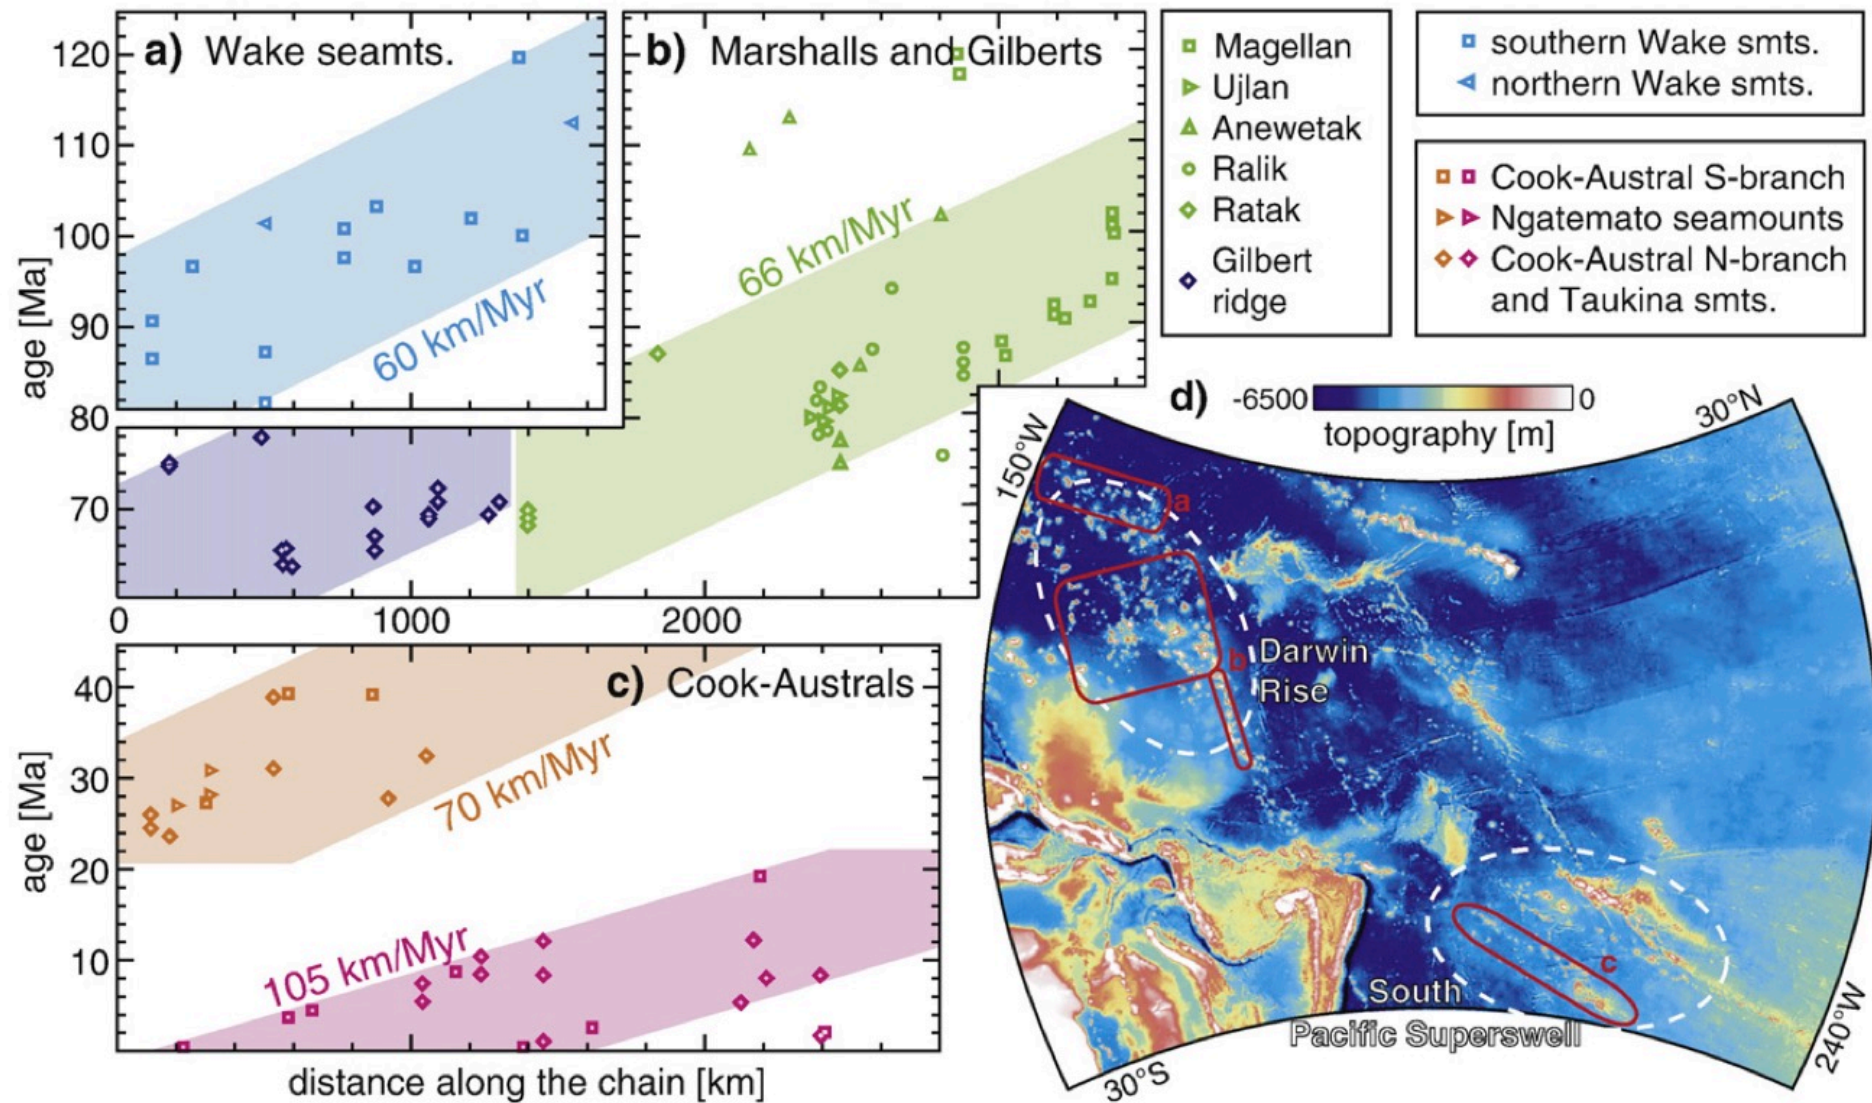 a) Wake seamts.
120
110
100
90
80
70
age [Ma]
60 km/Myr
b) Marshalls and Gilberts
66 km/Myr
0
1000
2000
Magellan
Ujlan
Anewetak
Ralik
Ratak
Gilbert
ridge
southern Wake smts.
northern Wake smts.
Cook-Austral S-branch
Ngatemato seamounts
Cook-Austral N-branch
and Taukina smts.
c) Cook-Australs
40
30
20
10
age [Ma]
70 km/Myr
105 km/Myr
distance along the chain [km]
d)
-6500
0
topography [m]
150°W
30°N
a
b
Darwin
Rise
c
South
Pacific Superswell
30°S
240°W